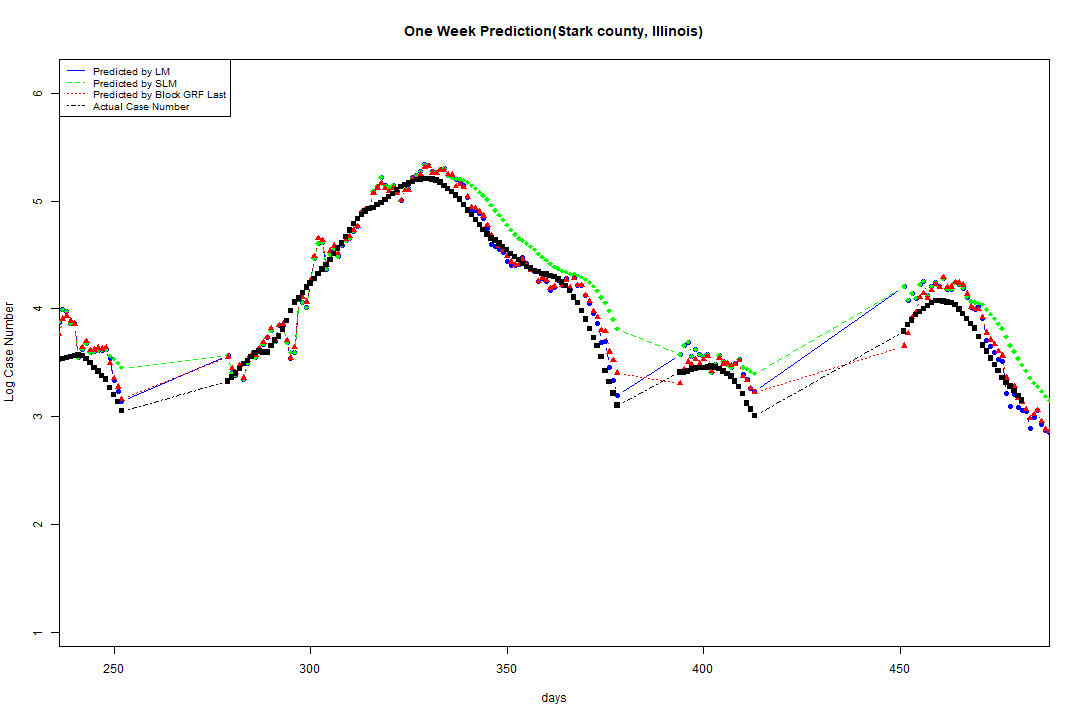 One Week Prediction(Stark county, Illinois)
Predicted by LM
Predicted by SLM
Predicted by Block GRF Last
Actual Case Number
6
5
4
3
2
1
Log Case Number
250 300 350 400 450
days